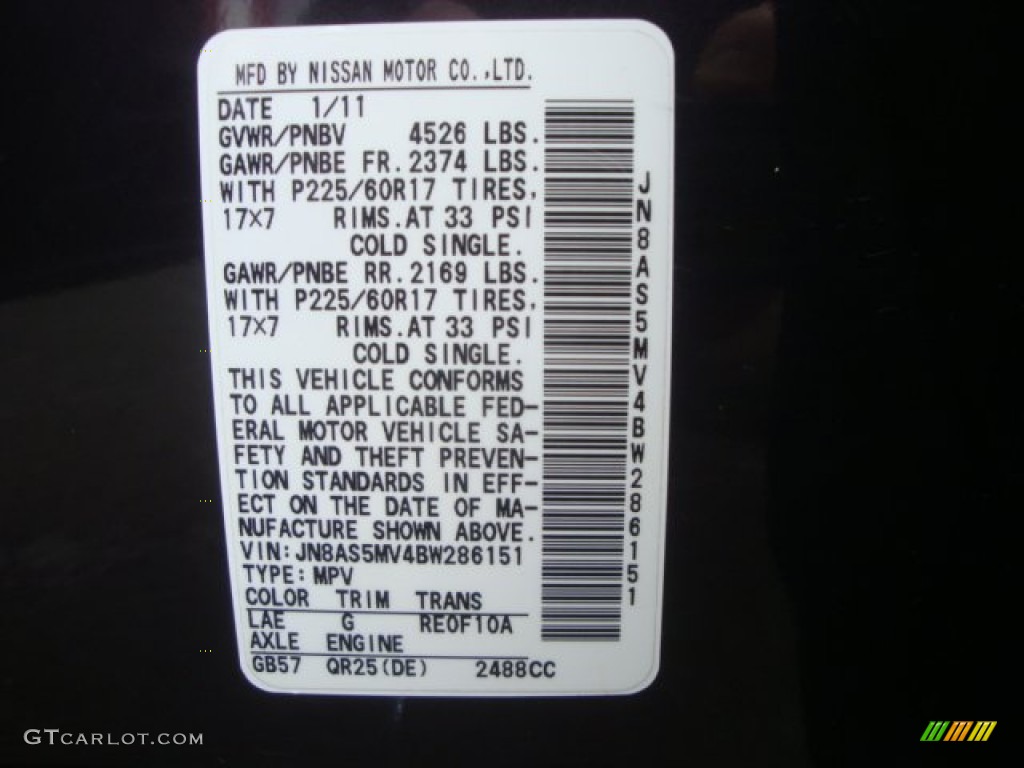 MFD BY NISSAN MOTOR CO.,LTD.
DATE 1/11
GVWR/PNBV 4526 LBS.
GAWR/PNBE FR. 2374 LBS.
WITH P225/60R17 TIRES,
17×7 RIMS. AT 33 PSI
COLD SINGLE.
GAWR/PNBE RR. 2169 LBS.
WITH P225/60R17 TIRES,
17×7 RIMS. AT 33 PSI
COLD SINGLE.
THIS VEHICLE CONFORMS
TO ALL APPLICABLE FED-
ERAL MOTOR VEHICLE SA-
FETY AND THEFT PREVEN-
TION STANDARDS IN EFF-
ECT ON THE DATE OF MA-
NUFACTURE SHOWN ABOVE.
VIN: JN8AS5MV4BW286151
TYPE: MPV
COLOR TRIM TRANS
LAE G RE0F10A
AXLE ENGINE
GB57 QR25(DE) 2488CC
JN8AS5MV4BW286151
GTCARLOT.COM